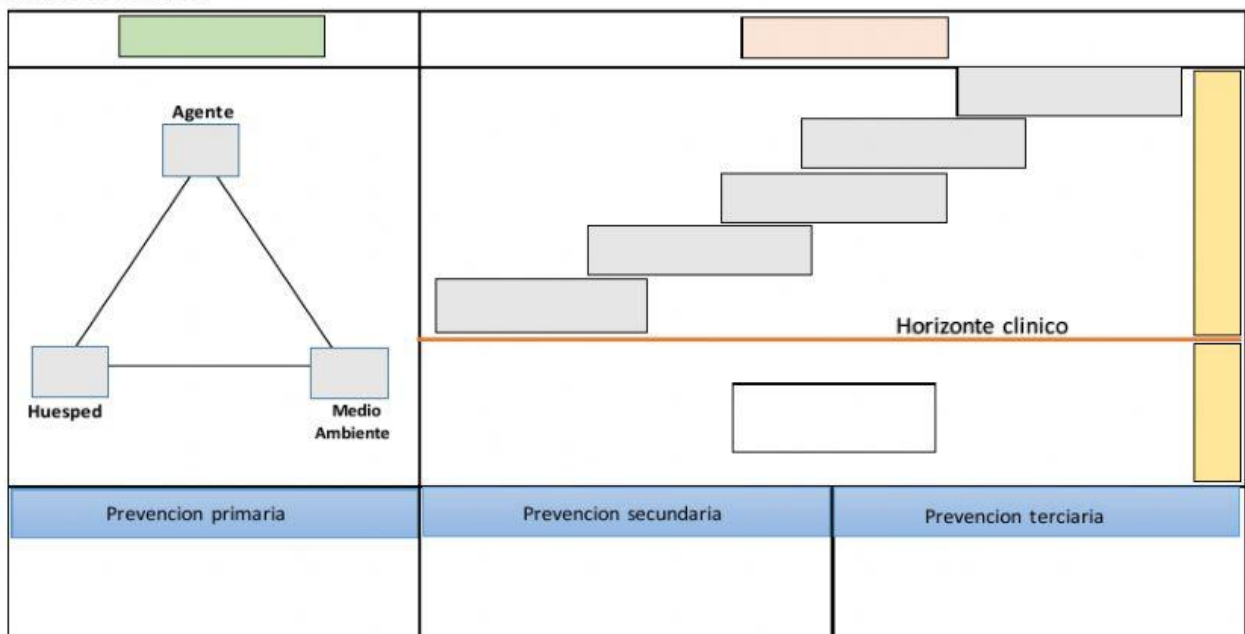 Agente
Horizonte clinico
Huesped
Medio
Ambiente
Prevencion primaria
Prevencion secundaria
Prevencion terciaria